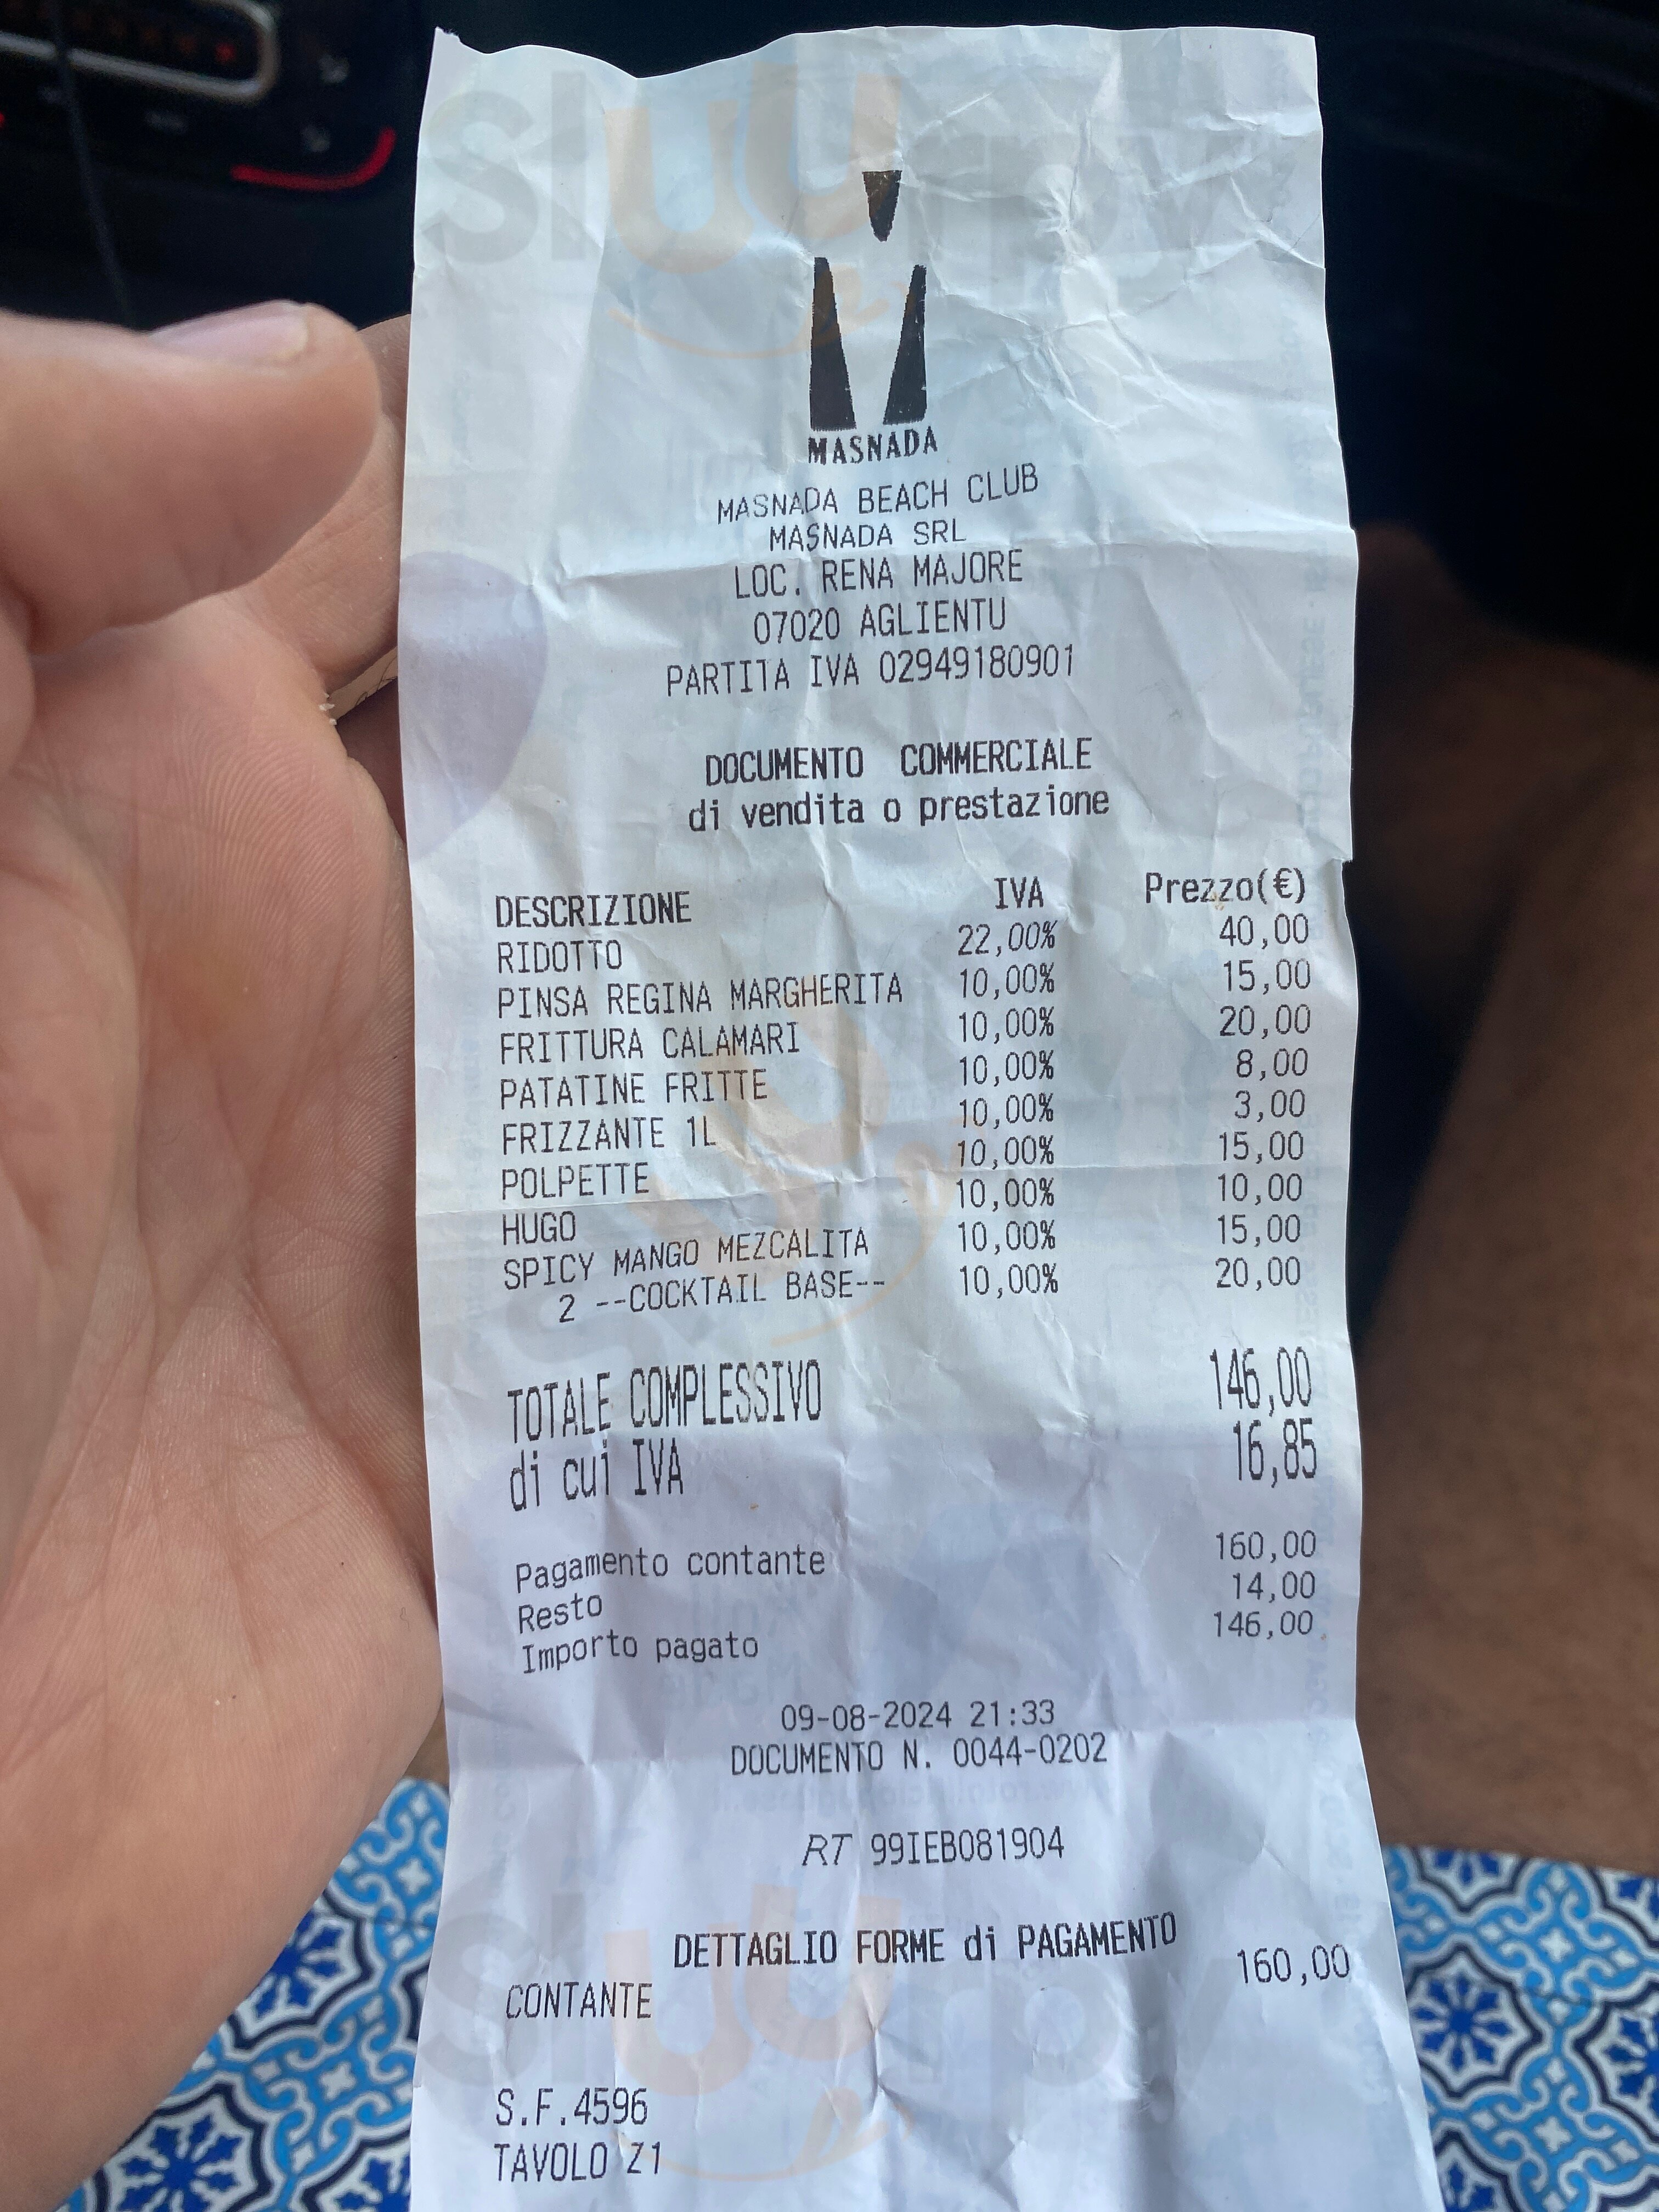 MASNADA
MASNADA BEACH CLUB
MASNADA SRL
LOC. RENA MAJORE
07020 AGLIENTU
PARTITA IVA 02949180901
DOCUMENTO COMMERCIALE
di vendita o prestazione
DESCRIZIONE IVA Prezzo(€)
RIDOTTO 22,00% 40,00
PINSA REGINA MARGHERITA 10,00% 15,00
FRITTURA CALAMARI 10,00% 20,00
PATATINE FRITTE 10,00% 8,00
FRIZZANTE 1L 10,00% 3,00
POLPETTE 10,00% 15,00
HUGO 10,00% 10,00
SPICY MANGO MEZCALITA 10,00% 15,00
2 --COCKTAIL BASE-- 10,00% 20,00
TOTALE COMPLESSIVO 146,00
di cui IVA 16,85
Pagamento contante 160,00
Resto 14,00
Importo pagato 146,00
09-08-2024 21:33
DOCUMENTO N. 0044-0202
RT 99IEB081904
DETTAGLIO FORME di PAGAMENTO
CONTANTE 160,00
S.F.4596
TAVOLO Z1
sluurpy
sluurpy
sluurpy